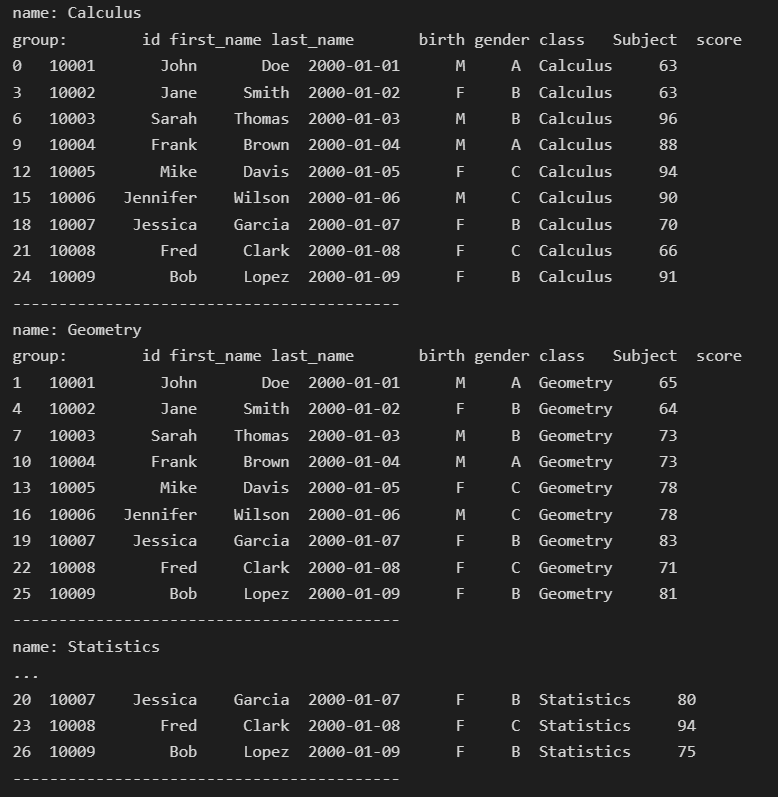 name: Calculus
group:        id first_name last_name       birth gender class   Subject  score
0   10001       John       Doe  2000-01-01      M     A  Calculus     63
3   10002       Jane     Smith  2000-01-02      F     B  Calculus     63
6   10003      Sarah    Thomas  2000-01-03      M     B  Calculus     96
9   10004      Frank     Brown  2000-01-04      M     A  Calculus     88
12  10005       Mike     Davis  2000-01-05      F     C  Calculus     94
15  10006   Jennifer    Wilson  2000-01-06      M     C  Calculus     90
18  10007    Jessica    Garcia  2000-01-07      F     B  Calculus     70
21  10008       Fred     Clark  2000-01-08      F     C  Calculus     66
24  10009        Bob     Lopez  2000-01-09      F     B  Calculus     91
------------------------------------------
name: Geometry
group:        id first_name last_name       birth gender class   Subject  score
1   10001       John       Doe  2000-01-01      M     A  Geometry     65
4   10002       Jane     Smith  2000-01-02      F     B  Geometry     64
7   10003      Sarah    Thomas  2000-01-03      M     B  Geometry     73
10  10004      Frank     Brown  2000-01-04      M     A  Geometry     73
13  10005       Mike     Davis  2000-01-05      F     C  Geometry     78
16  10006   Jennifer    Wilson  2000-01-06      M     C  Geometry     78
19  10007    Jessica    Garcia  2000-01-07      F     B  Geometry     83
22  10008       Fred     Clark  2000-01-08      F     C  Geometry     71
25  10009        Bob     Lopez  2000-01-09      F     B  Geometry     81
------------------------------------------
name: Statistics
...
20  10007    Jessica    Garcia  2000-01-07      F     B  Statistics     80
23  10008       Fred     Clark  2000-01-08      F     C  Statistics     94
26  10009        Bob     Lopez  2000-01-09      F     B  Statistics     75
------------------------------------------